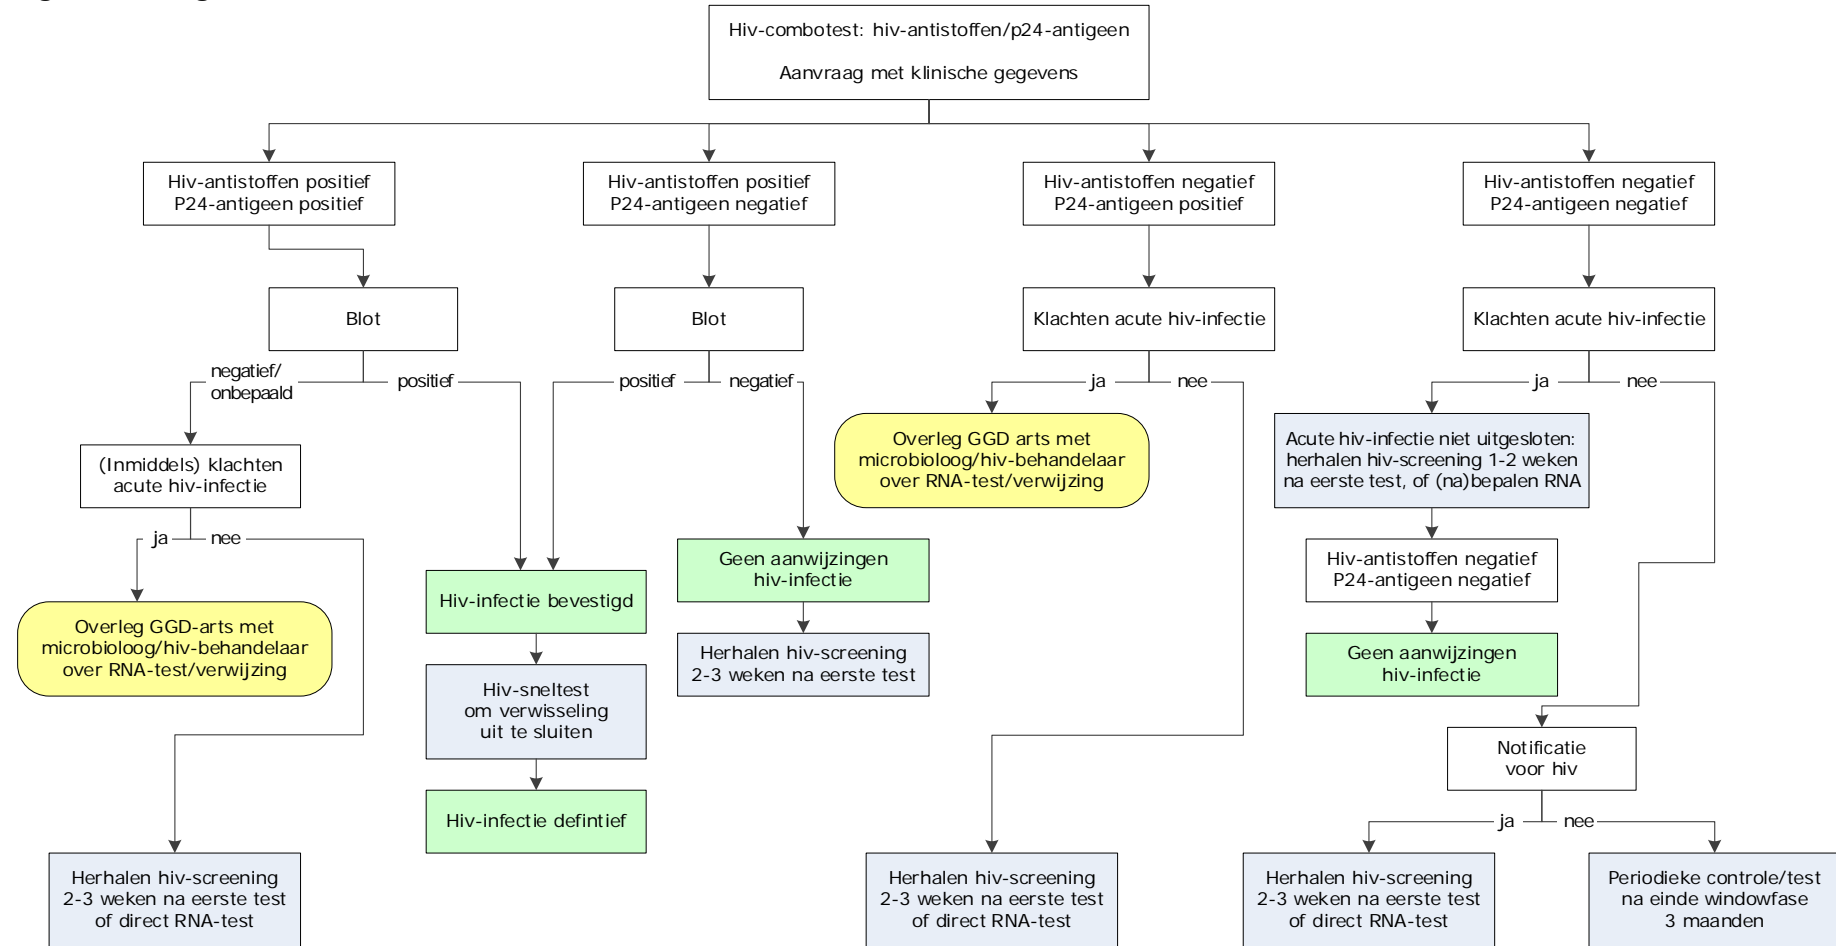 Hiv-combotest: hiv-antistoffen/p24-antigeen
Aanvraag met klinische gegevens
Hiv-antistoffen positief
P24-antigeen positief
Hiv-antistoffen positief
P24-antigeen negatief
Hiv-antistoffen negatief
P24-antigeen positief
Hiv-antistoffen negatief
P24-antigeen negatief
Blot
Blot
Klachten acute hiv-infectie
Klachten acute hiv-infectie
negatief/
onbepaald
positief
positief
negatief
ja
nee
ja
nee
(Inmiddels) klachten
acute hiv-infectie
Overleg GGD arts met
microbioloog/hiv-behandelaar
over RNA-test/verwijzing
Acute hiv-infectie niet uitgesloten:
herhalen hiv-screening 1-2 weken
na eerste test, of (na)bepalen RNA
ja
nee
Hiv-infectie bevestigd
Geen aanwijzingen
hiv-infectie
Hiv-antistoffen negatief
P24-antigeen negatief
Overleg GGD-arts met
microbioloog/hiv-behandelaar
over RNA-test/verwijzing
Hiv-sneltest
om verwisseling
uit te sluiten
Herhalen hiv-screening
2-3 weken na eerste test
Geen aanwijzingen
hiv-infectie
Notificatie
voor hiv
Hiv-infectie defintief
ja
nee
Herhalen hiv-screening
2-3 weken na eerste test
of direct RNA-test
Herhalen hiv-screening
2-3 weken na eerste test
of direct RNA-test
Herhalen hiv-screening
2-3 weken na eerste test
of direct RNA-test
Periodieke controle/test
na einde windowfase
3 maanden